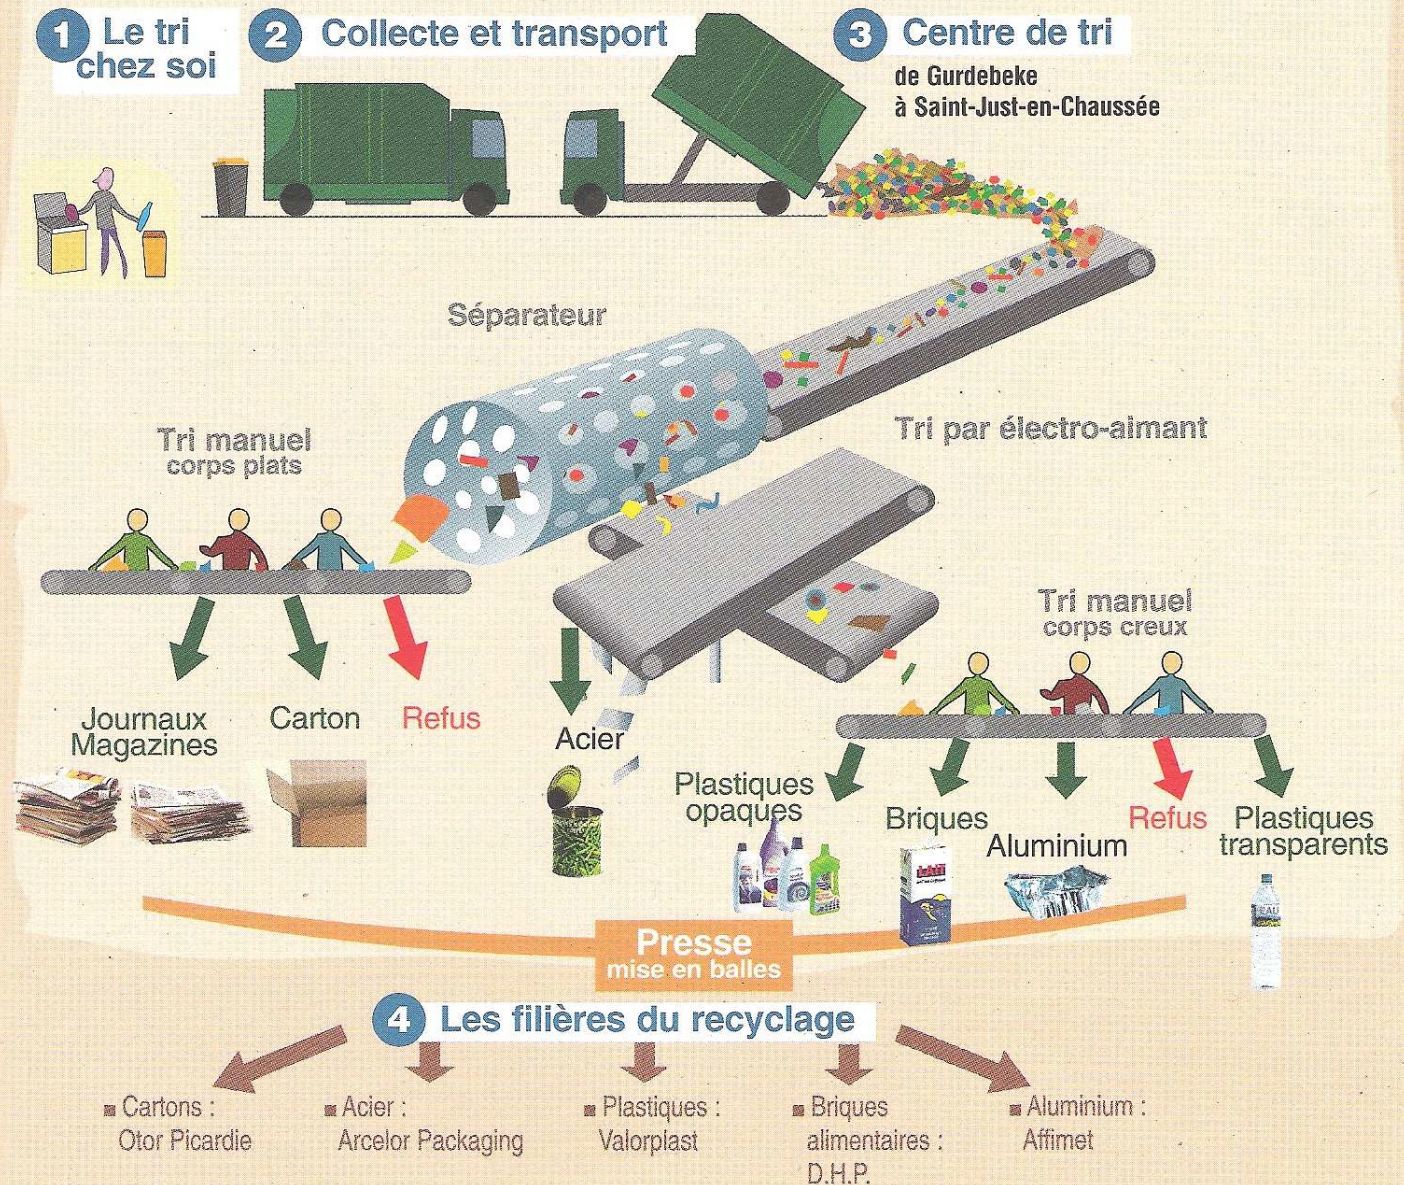 1 Le tri
chez soi
2 Collecte et transport
3 Centre de tri
de Gurdebeke
à Saint-Just-en-Chaussée
Séparateur
Tri manuel
corps plats
Tri par électro-aimant
Tri manuel
corps creux
Journaux
Magazines
Carton
Refus
Acier
Plastiques
opaques
Briques
Aluminium
Refus
Plastiques
transparents
LAIT
EAU
Presse
mise en balles
4 Les filières du recyclage
▪ Cartons :
Otor Picardie
▪ Acier :
Arcelor Packaging
▪ Plastiques :
Valorplast
▪ Briques
alimentaires :
D.H.P.
▪ Aluminium :
Affimet